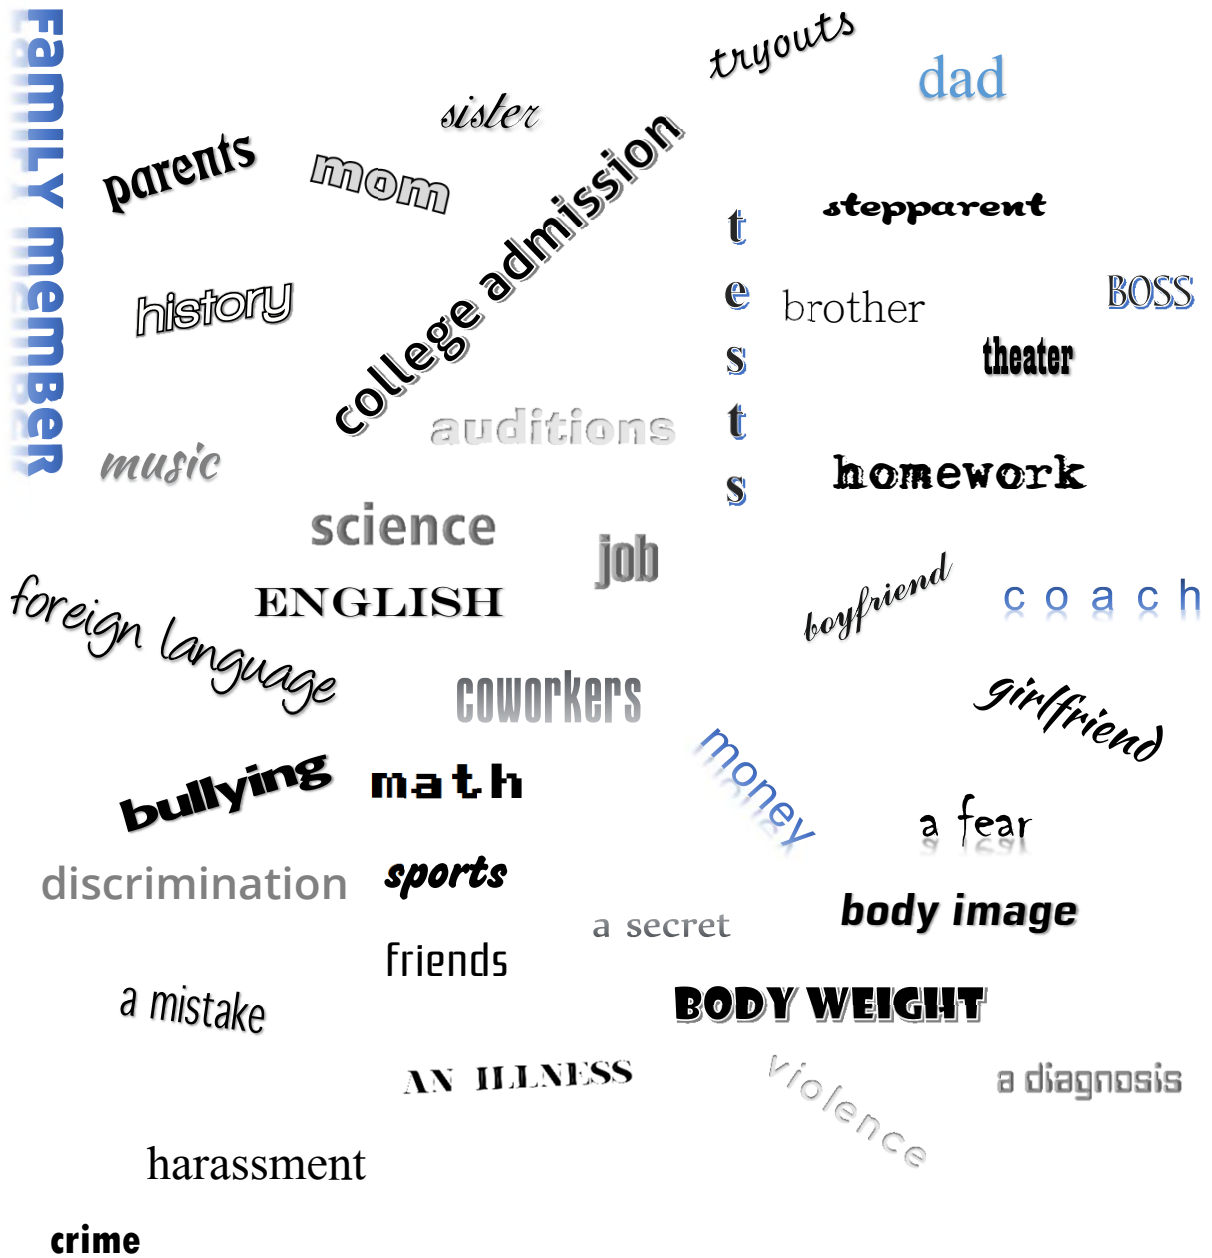 FamILY memBeR
tryouts
dad
sister
parents
mom
college admission
stepparent
tests
history
brother
BOSS
theater
auditions
music
homework
science
job
boyfriend
coach
foreign language
ENGLISH
coworkers
girlfriend
money
bullying
math
a fear
discrimination
sports
a secret
body image
friends
a mistake
BODY WEIGHT
AN ILLNESS
violence
a diagnosis
harassment
crime